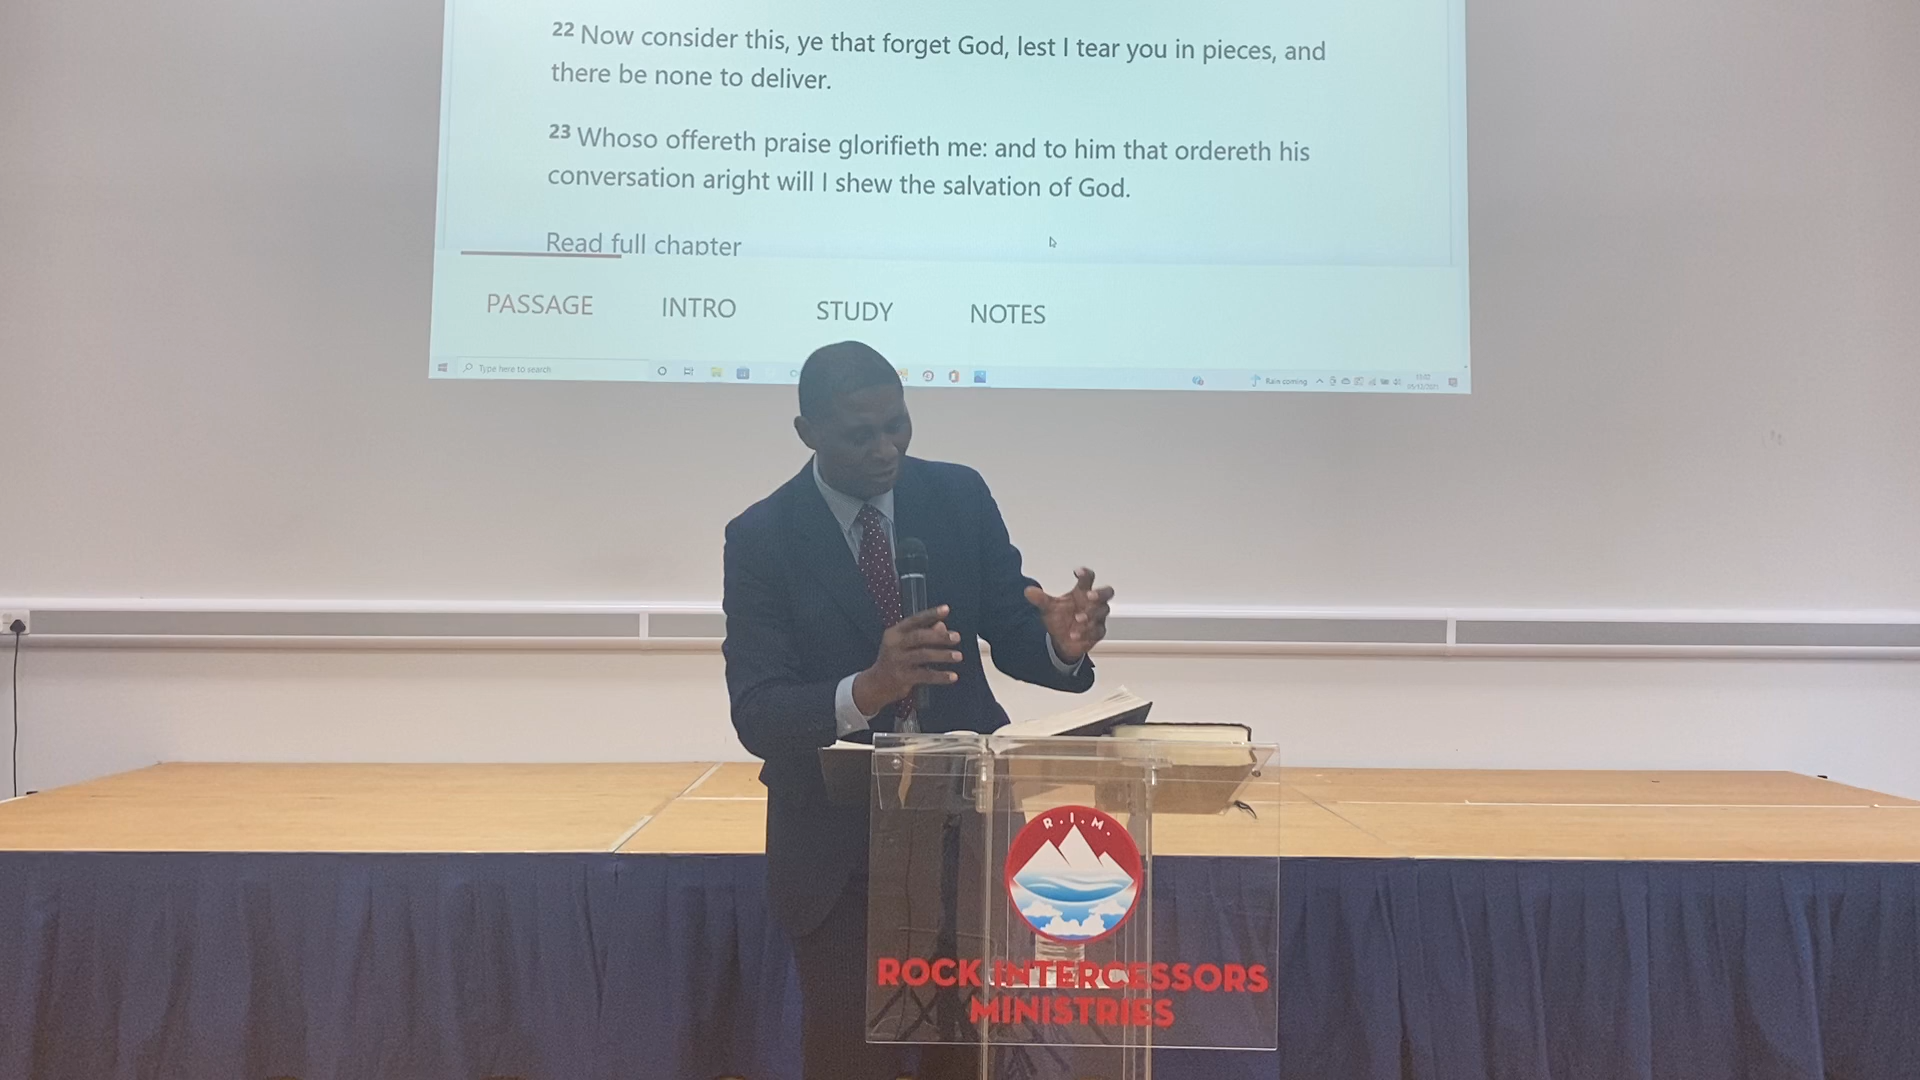 22 Now consider this, ye that forget God, lest I tear you in pieces, and
there be none to deliver.
23 Whoso offereth praise glorifieth me: and to him that ordereth his
conversation aright will I shew the salvation of God.
Read full chapter
PASSAGE INTRO STUDY NOTES
Type here to search
Rain coming
R.I.M.
ROCK INTERCESSORS
MINISTRIES